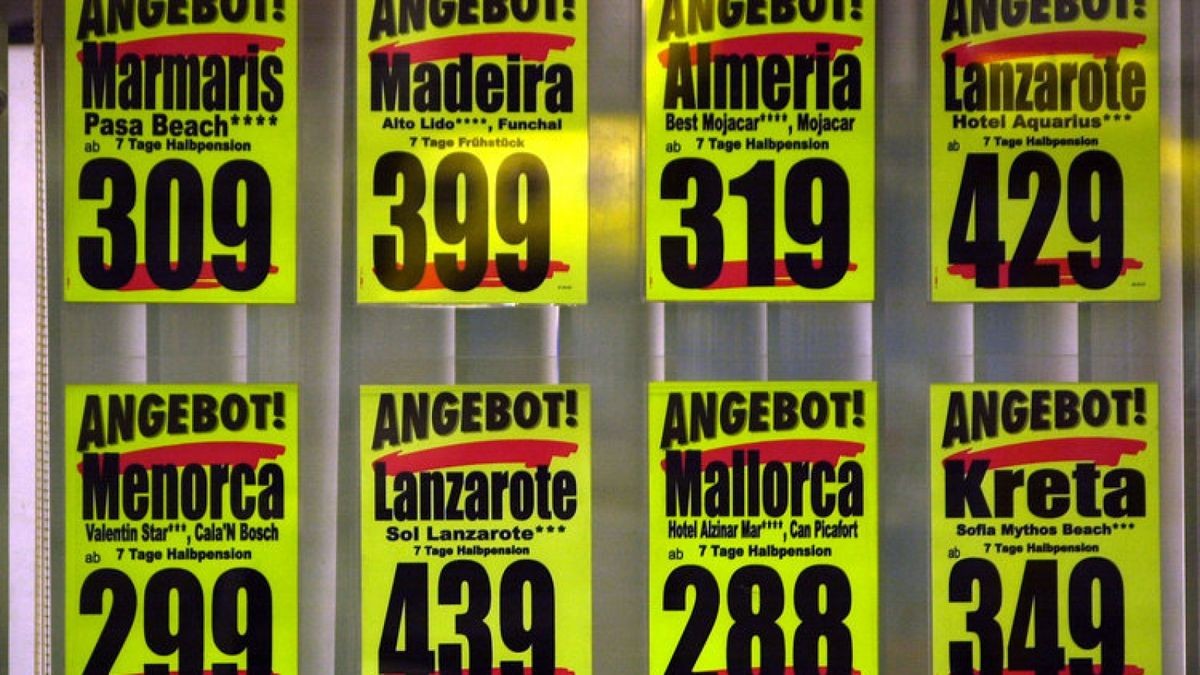 ANGEBOT!
Marmaris
Pasa Beach****
ab 7 Tage Halbpension
309
ANGEBOT!
Madeira
Alto Lido****, Funchal
7 Tage Frühstück
399
ANGEBOT!
Almeria
Best Mojacar****, Mojacar
ab 7 Tage Halbpension
319
ANGEBOT!
Lanzarote
Hotel Aquarius***
ab 7 Tage Halbpension
429
ANGEBOT!
Menorca
Valentin Star***, Cala'N Bosch
ab 7 Tage Halbpension
299
ANGEBOT!
Lanzarote
Sol Lanzarote***
7 Tage Halbpension
439
ANGEBOT!
Mallorca
Hotel Alzinar Mar****, Can Picafort
ab 7 Tage Halbpension
288
ANGEBOT!
Kreta
Sofia Mythos Beach***
ab 7 Tage Halbpension
349